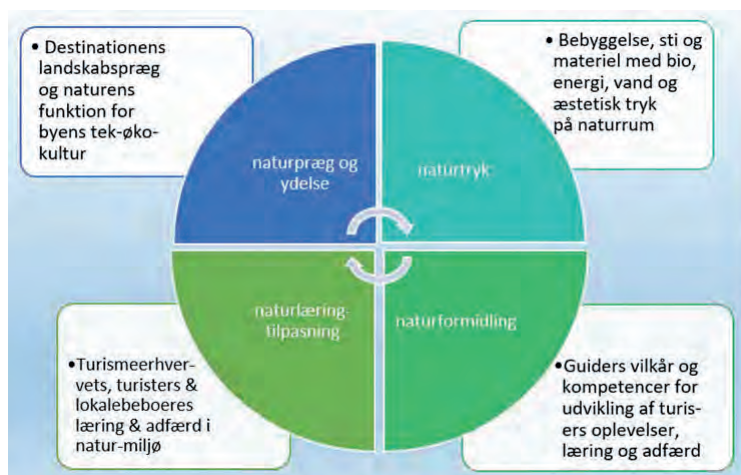 • Destinationens
landskabspræg
og naturens
funktion for
byens tek-øko-
kultur
• Bebyggelse, sti og
materiel med bio,
energi, vand og
æstetisk tryk
på naturrum
naturpræg og
ydelse
naturtryk
naturlæring-
tilpasning
naturformidling
•Turismeerhver-
vets, turisters &
lokalebeboeres
læring & adfærd i
natur-miljø
•Guiders vilkår og
kompetencer for
udvikling af turis-
ers oplevelser,
læring og adfærd